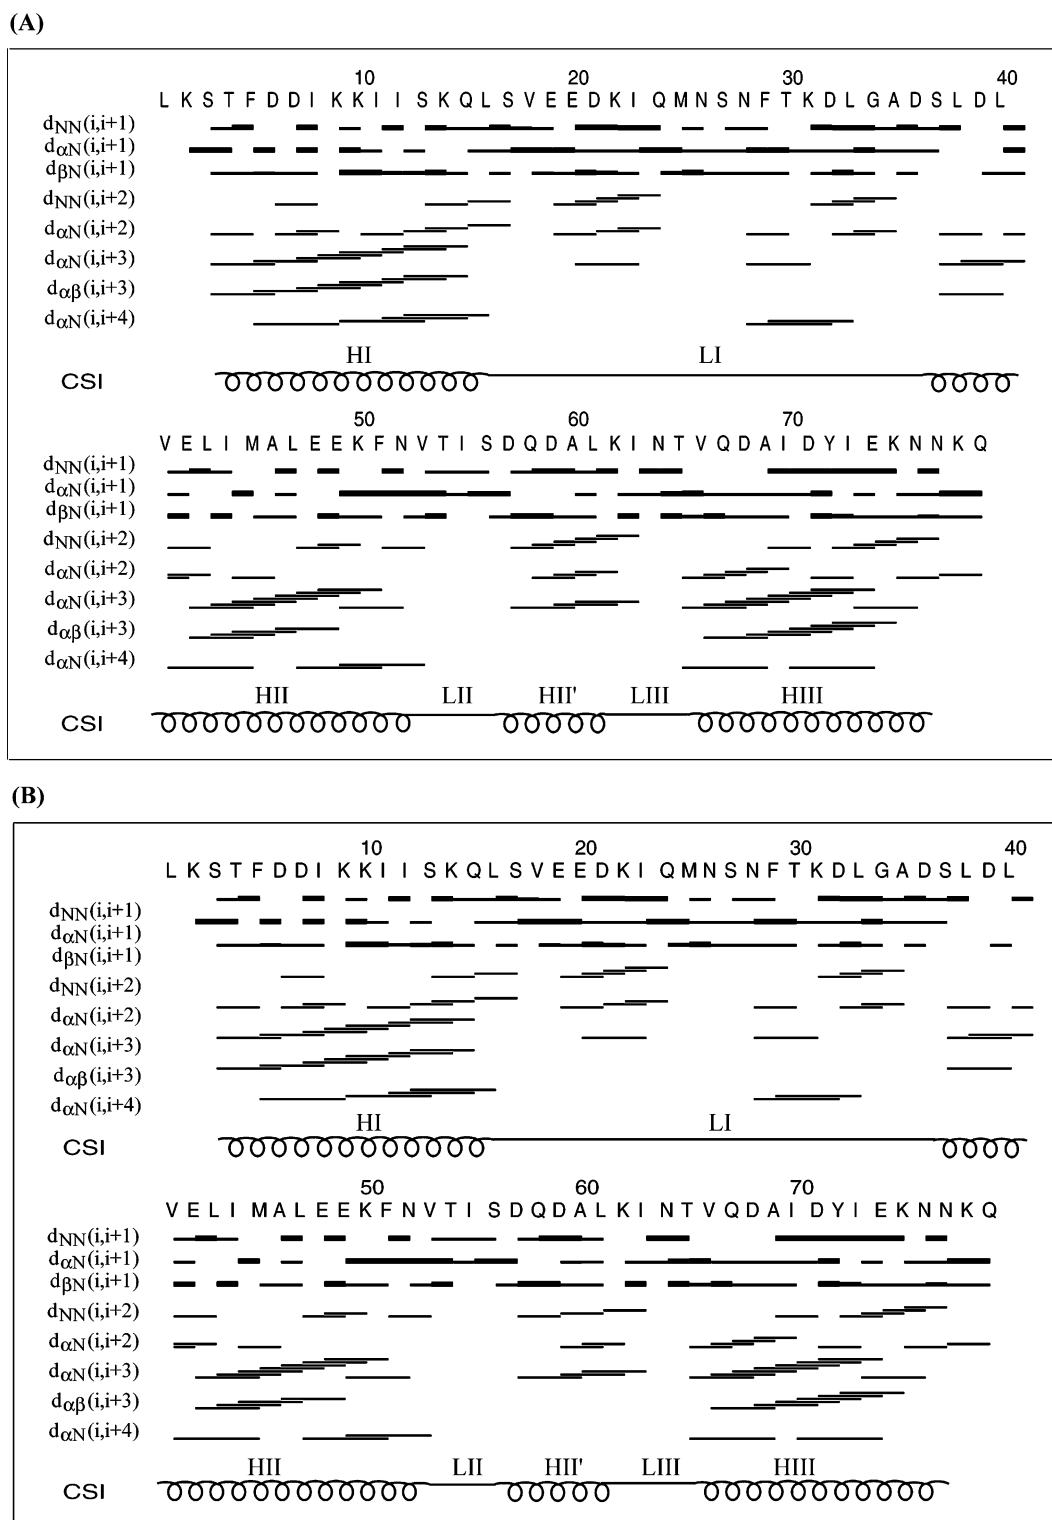 (A)
10 20 30 40
L K S T F D D I K K I I S K Q L S V E E D K I Q M N S N F T K D L G A D S L D L
dNN(i,i+1)
dαN(i,i+1)
dβN(i,i+1)
dNN(i,i+2)
dαN(i,i+2)
dαN(i,i+3)
dαβ(i,i+3)
dαN(i,i+4)
HI LI
CSI
50 60 70
V E L I M A L E E K F N V T I S D Q D A L K I N T V Q D A I D Y I E K N N K Q
dNN(i,i+1)
dαN(i,i+1)
dβN(i,i+1)
dNN(i,i+2)
dαN(i,i+2)
dαN(i,i+3)
dαβ(i,i+3)
dαN(i,i+4)
HII LII HII' LIII HIII
CSI
(B)
10 20 30 40
L K S T F D D I K K I I S K Q L S V E E D K I Q M N S N F T K D L G A D S L D L
dNN(i,i+1)
dαN(i,i+1)
dβN(i,i+1)
dNN(i,i+2)
dαN(i,i+2)
dαN(i,i+3)
dαβ(i,i+3)
dαN(i,i+4)
HI LI
CSI
50 60 70
V E L I M A L E E K F N V T I S D Q D A L K I N T V Q D A I D Y I E K N N K Q
dNN(i,i+1)
dαN(i,i+1)
dβN(i,i+1)
dNN(i,i+2)
dαN(i,i+2)
dαN(i,i+3)
dαβ(i,i+3)
dαN(i,i+4)
HII LII HII' LIII HIII
CSI